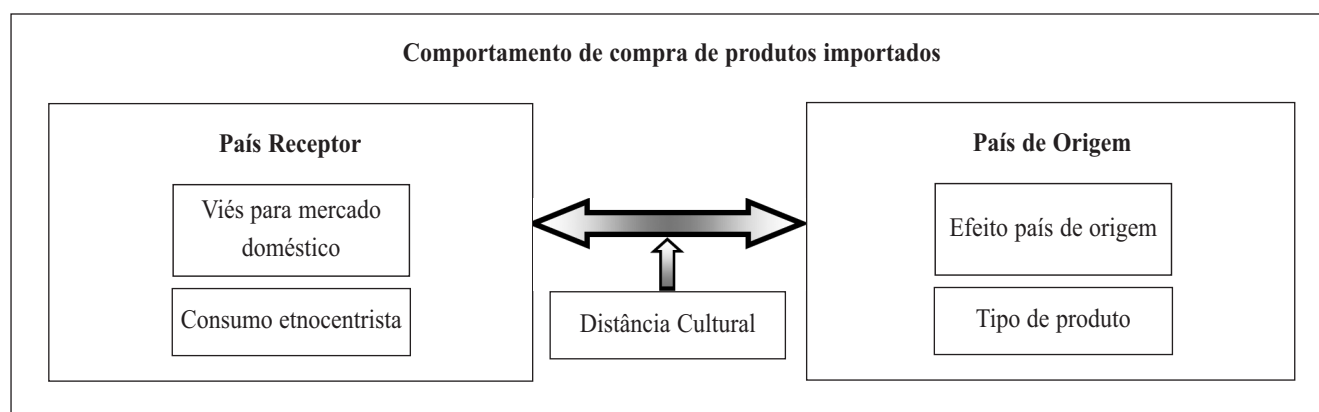 Comportamento de compra de produtos importados
País Receptor
Viés para mercado
doméstico
Consumo etnocentrista
Distância Cultural
País de Origem
Efeito país de origem
Tipo de produto